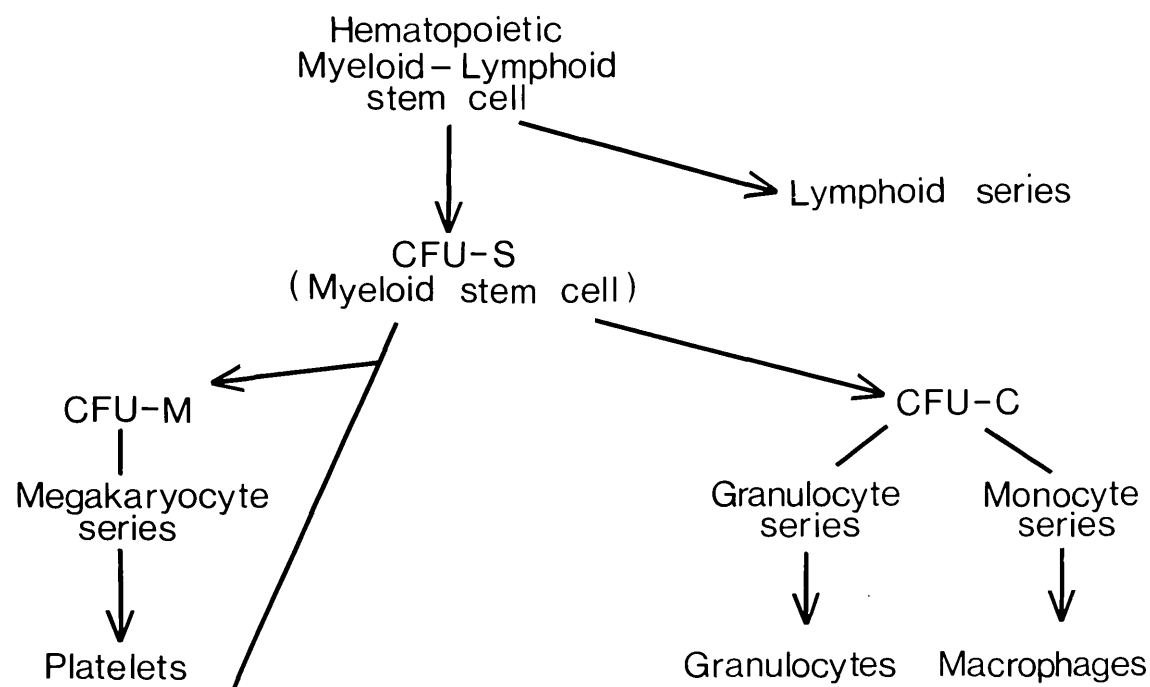 Hematopoietic
Myeloid-Lymphoid
stem cell
Lymphoid series
CFU-S
(Myeloid stem cell)
CFU-M
CFU-C
Megakaryocyte
series
Granulocyte
series
Monocyte
series
Platelets
Granulocytes
Macrophages